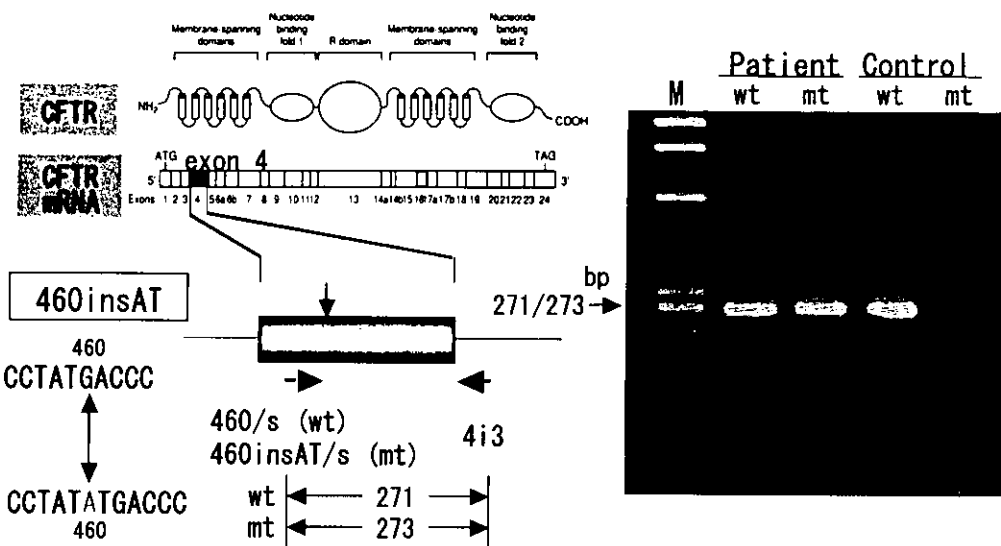 Membrane-spanning domains
Nucleotide binding fold 1
R domain
Membrane-spanning domains
Nucleotide binding fold 2
CFTR
NH2
COOH
CFTR mRNA
ATG
exon 4
TAG
5'
3'
Exons 1 2 3 4 5 6a 6b 7 8 9 10 11 12 13 14a 14b 15 16 17a 17b 18 19 20 21 22 23 24
460insAT
460
CCTATGACCC
CCTATATGACCC
460
460/s (wt)
460insAT/s (mt)
4i3
wt 271
mt 273
Patient
Control
M
wt
mt
wt
mt
bp
271/273